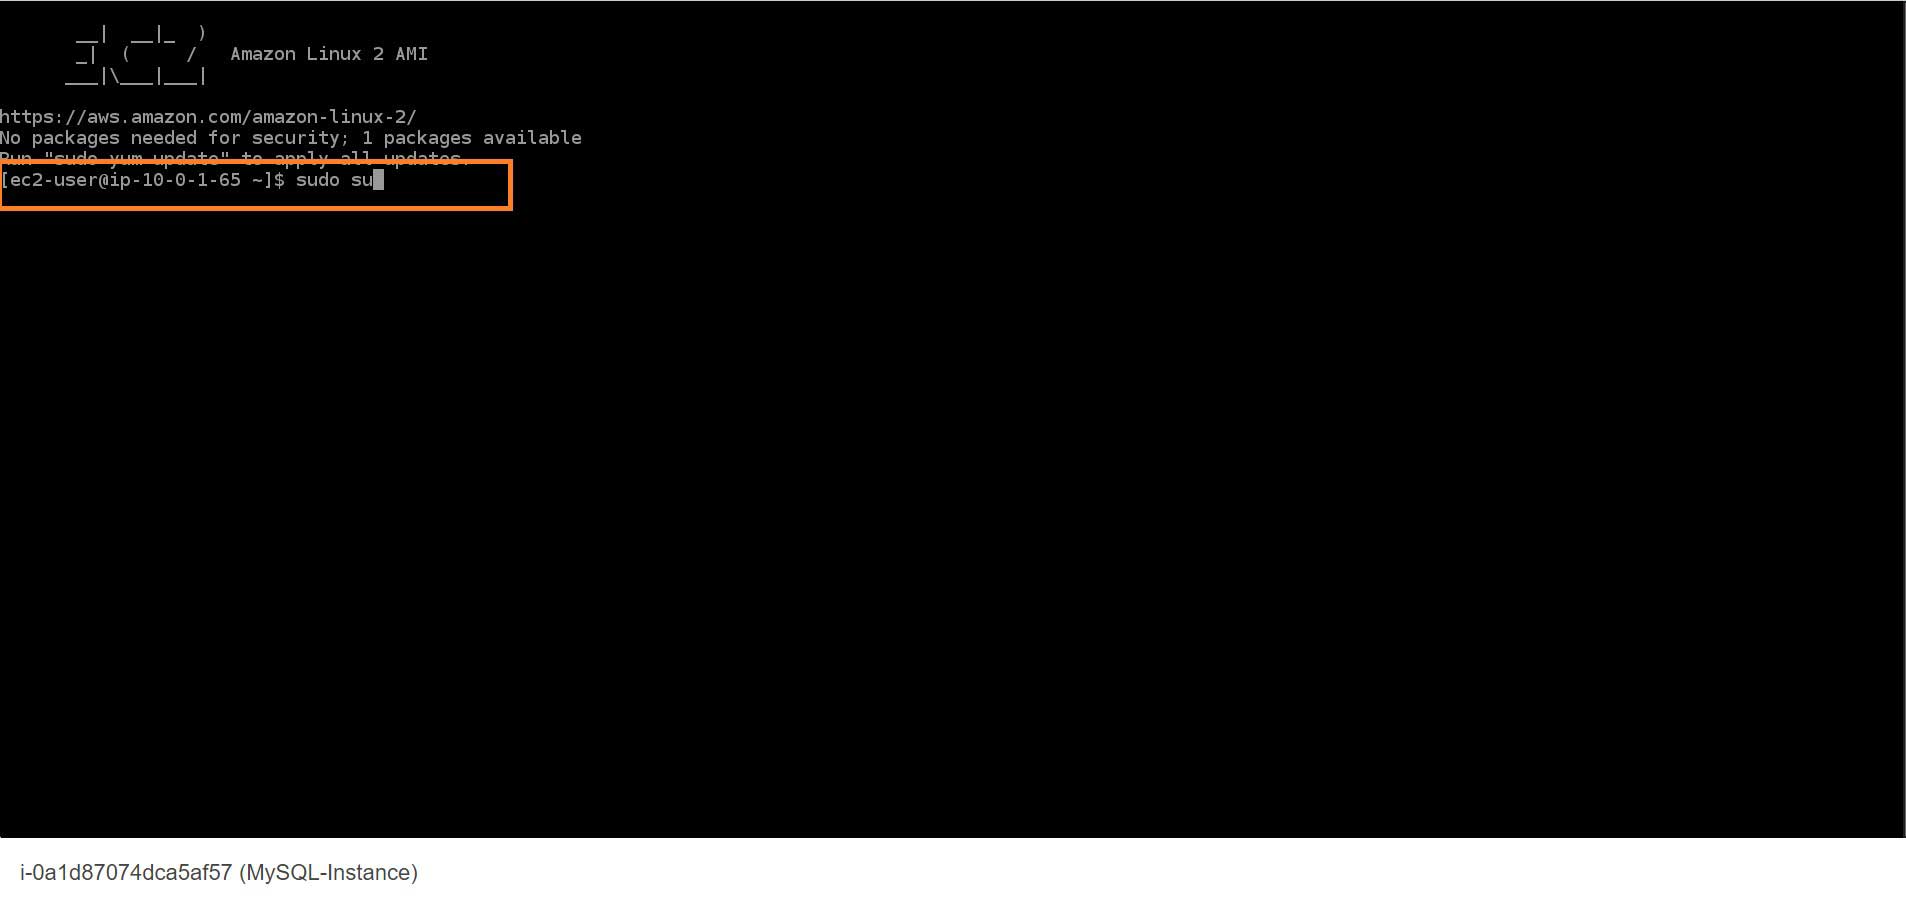 __|  __|_  )
_|  (     /   Amazon Linux 2 AMI
___|\___|___|
https://aws.amazon.com/amazon-linux-2/
No packages needed for security; 1 packages available
Run "sudo yum update" to apply all updates.
[ec2-user@ip-10-0-1-65 ~]$ sudo su
i-0a1d87074dca5af57 (MySQL-Instance)